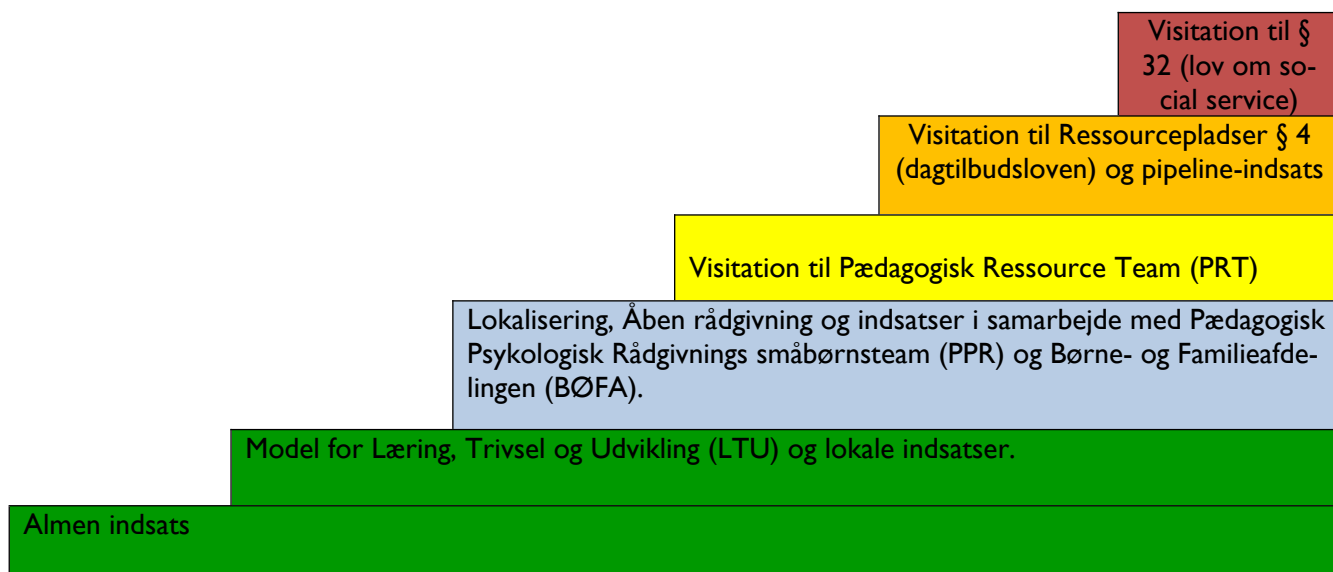 Visitation til §
32 (lov om so-
cial service)
Visitation til Ressourcepladser § 4
(dagtilbudsloven) og pipeline-indsats
Visitation til Pædagogisk Ressource Team (PRT)
Lokalisering, Åben rådgivning og indsatser i samarbejde med Pædagogisk
Psykologisk Rådgivnings småbørnsteam (PPR) og Børne- og Familieafde-
lingen (BØFA).
Model for Læring, Trivsel og Udvikling (LTU) og lokale indsatser.
Almen indsats